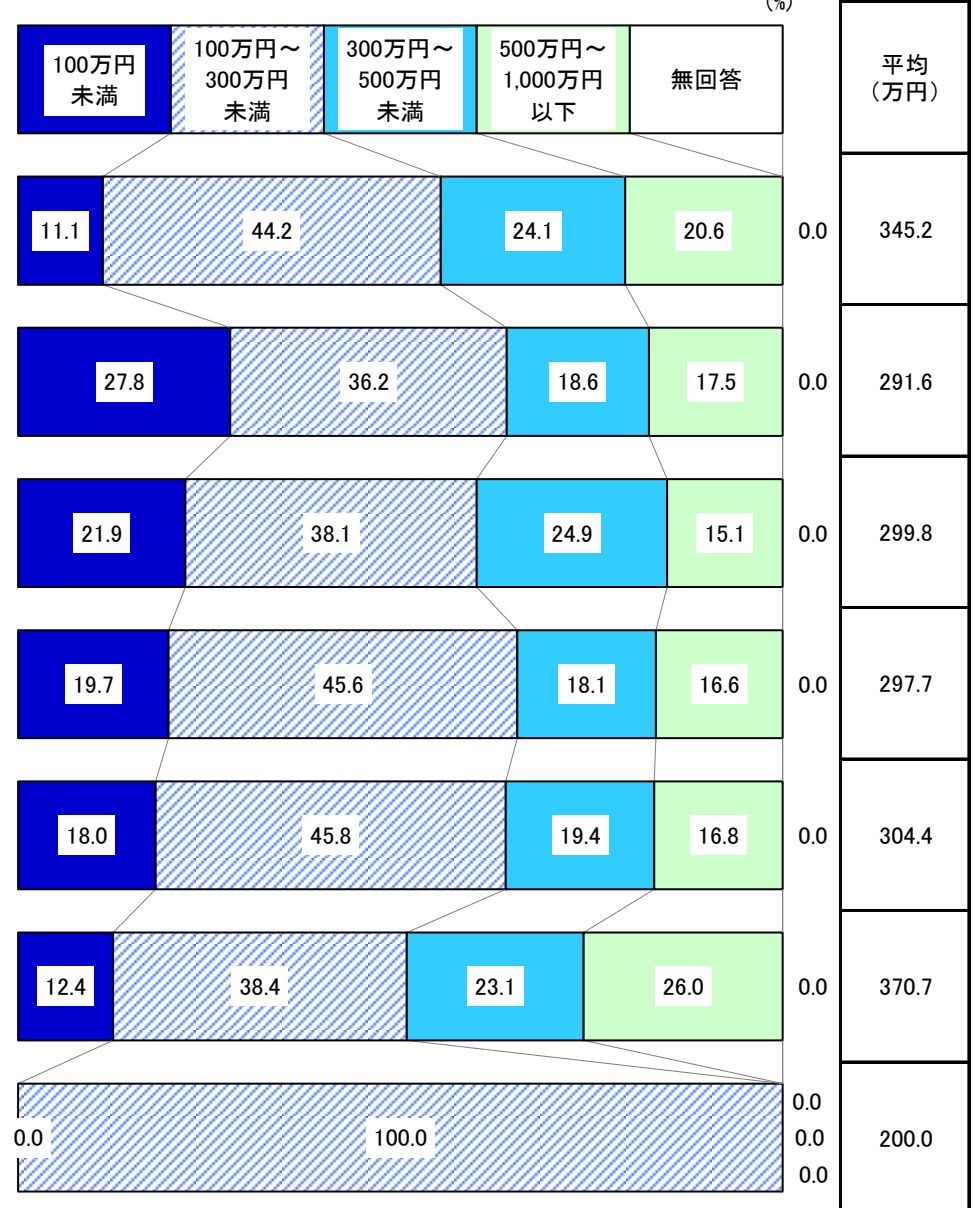 (%)
100万円
未満
100万円～
300万円
未満
300万円～
500万円
未満
500万円～
1,000万円
以下
無回答
平均
（万円）
11.1 44.2 24.1 20.6 0.0 345.2
27.8 36.2 18.6 17.5 0.0 291.6
21.9 38.1 24.9 15.1 0.0 299.8
19.7 45.6 18.1 16.6 0.0 297.7
18.0 45.8 19.4 16.8 0.0 304.4
12.4 38.4 23.1 26.0 0.0 370.7
0.0
0.0 100.0 0.0 200.0
0.0